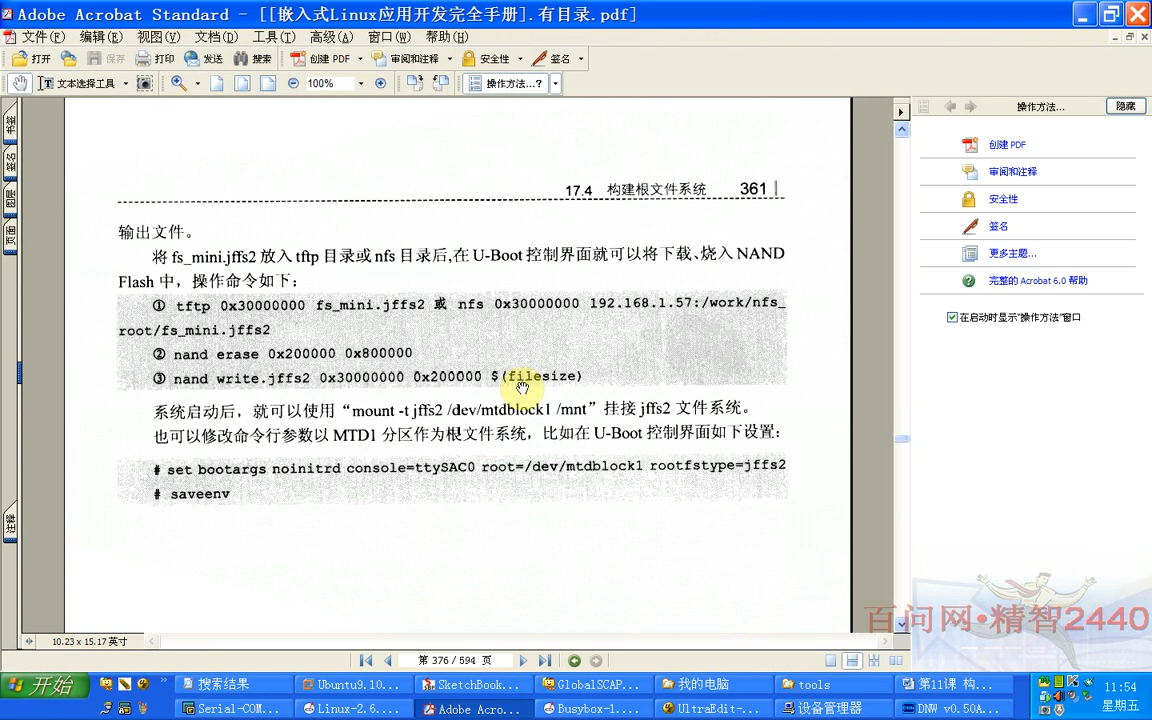 Adobe Acrobat Standard - [[嵌入式Linux应用开发完全手册].有目录.pdf]
文件(F) 编辑(E) 视图(V) 文档(D) 工具(T) 高级(A) 窗口(W) 帮助(H)
打开 保存 打印 发送 搜索 创建 PDF 审阅和注释 安全性 签名
文本选择工具 100% 操作方法...?
操作方法... 隐藏
书签
签名
图层
页面
注释
17.4 构建根文件系统 361
输出文件。
将 fs_mini.jffs2 放入 tftp 目录或 nfs 目录后,在 U-Boot 控制界面就可以将下载、烧入 NAND
Flash 中，操作命令如下：
① tftp 0x30000000 fs_mini.jffs2 或 nfs 0x30000000 192.168.1.57:/work/nfs_
root/fs_mini.jffs2
② nand erase 0x200000 0x800000
③ nand write.jffs2 0x30000000 0x200000 $(filesize)
系统启动后，就可以使用“mount -t jffs2 /dev/mtdblock1 /mnt”挂接 jffs2 文件系统。
也可以修改命令行参数以 MTD1 分区作为根文件系统，比如在 U-Boot 控制界面如下设置：
# set bootargs noinitrd console=ttySAC0 root=/dev/mtdblock1 rootfstype=jffs2
# saveenv
创建 PDF
审阅和注释
安全性
签名
更多主题...
完整的 Acrobat 6.0 帮助
在启动时显示"操作方法"窗口
百问网•精智2440
10.23 x 15.17 英寸
第 376 / 594 页
开始 搜索结果 Ubuntu9.10... SketchBook... GlobalSCAP... 我的电脑 tools 第11课 构... 11:54
Serial-COM... Linux-2.6.... Adobe Acro... Busybox-1.... UltraEdit-... 设备管理器 DNW v0.50A... 星期五